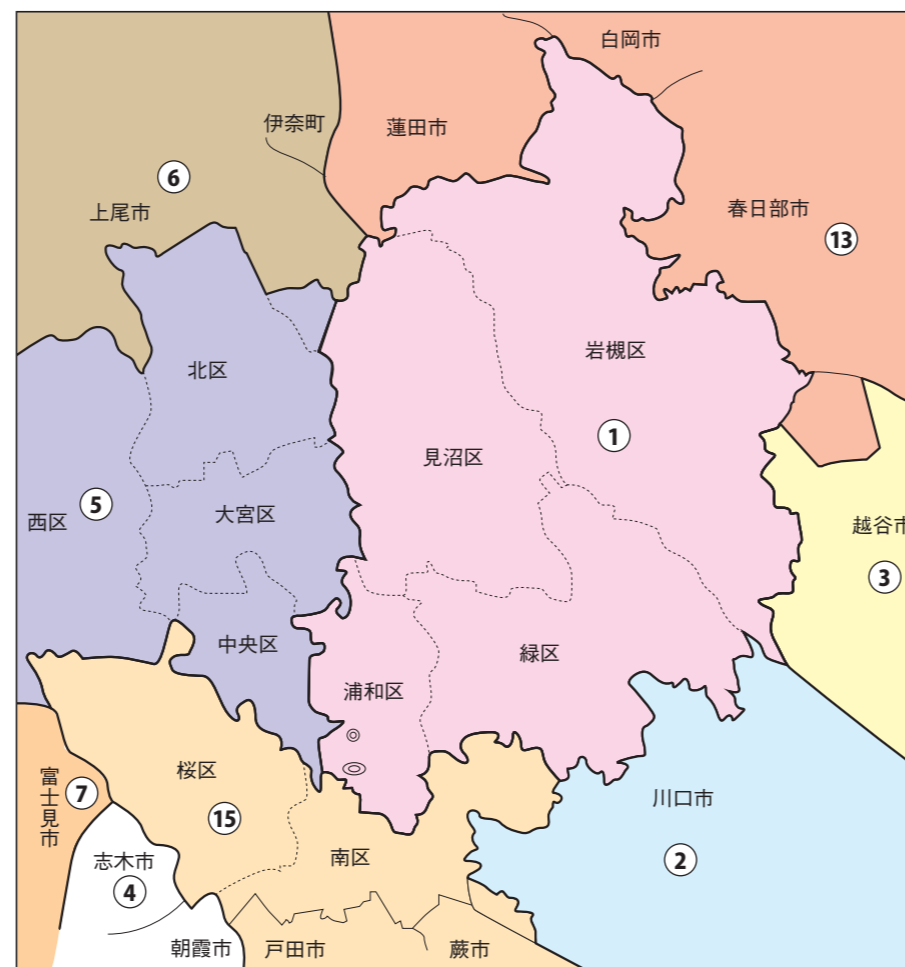 白岡市
伊奈町
蓮田市
6
上尾市
春日部市
13
岩槻区
北区
1
見沼区
5
西区
大宮区
越谷市
3
中央区
緑区
浦和区
桜区
富士見市
7
川口市
15
南区
2
志木市
4
朝霞市
戸田市
蕨市